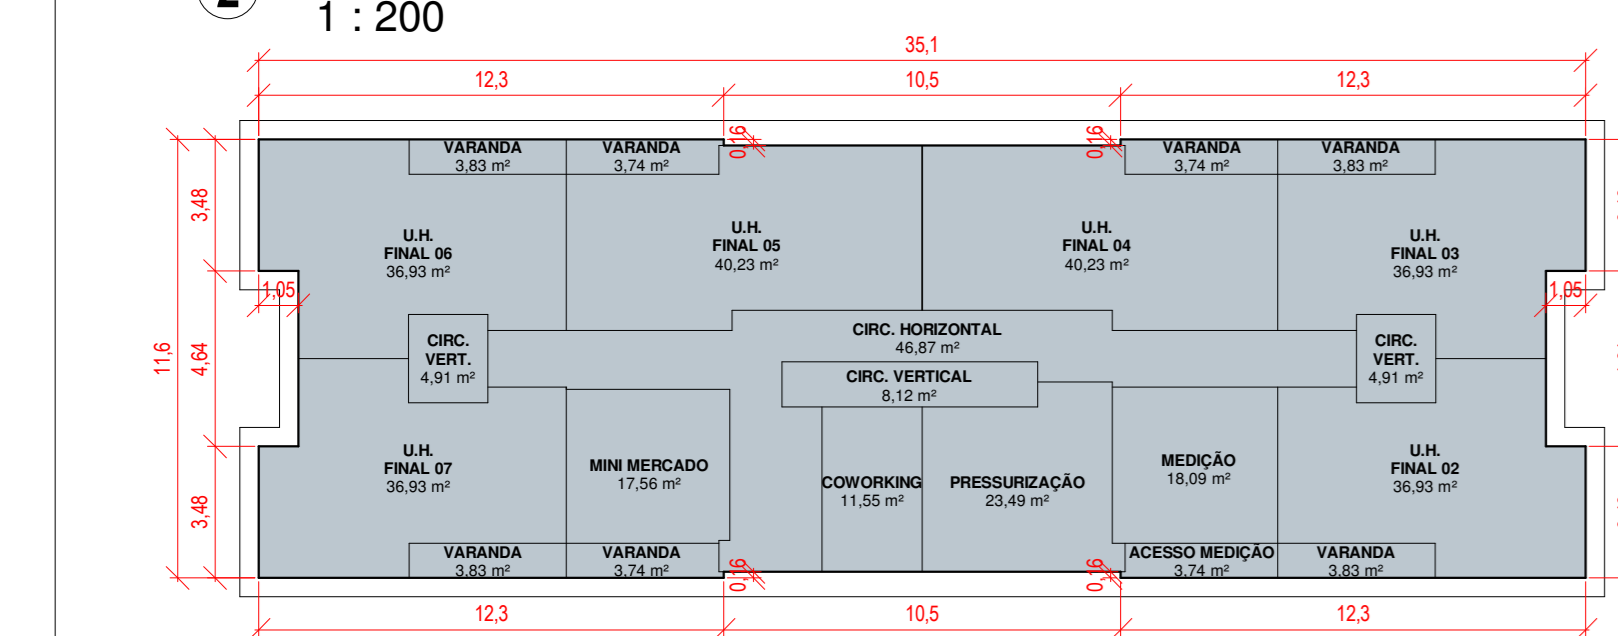 2
1 : 200
35,1
12,3
10,5
12,3
0,16
0,16
VARANDA
3,83 m²
VARANDA
3,74 m²
VARANDA
3,74 m²
VARANDA
3,83 m²
3,48
U.H.
FINAL 06
36,93 m²
U.H.
FINAL 05
40,23 m²
U.H.
FINAL 04
40,23 m²
U.H.
FINAL 03
36,93 m²
1,05
1,05
11,6
4,64
CIRC.
VERT.
4,91 m²
CIRC. HORIZONTAL
46,87 m²
CIRC. VERTICAL
8,12 m²
CIRC.
VERT.
4,91 m²
3,48
U.H.
FINAL 07
36,93 m²
MINI MERCADO
17,56 m²
COWORKING
11,55 m²
PRESSURIZAÇÃO
23,49 m²
MEDIÇÃO
18,09 m²
U.H.
FINAL 02
36,93 m²
VARANDA
3,83 m²
VARANDA
3,74 m²
0,16
0,16
ACESSO MEDIÇÃO
3,74 m²
VARANDA
3,83 m²
12,3
10,5
12,3